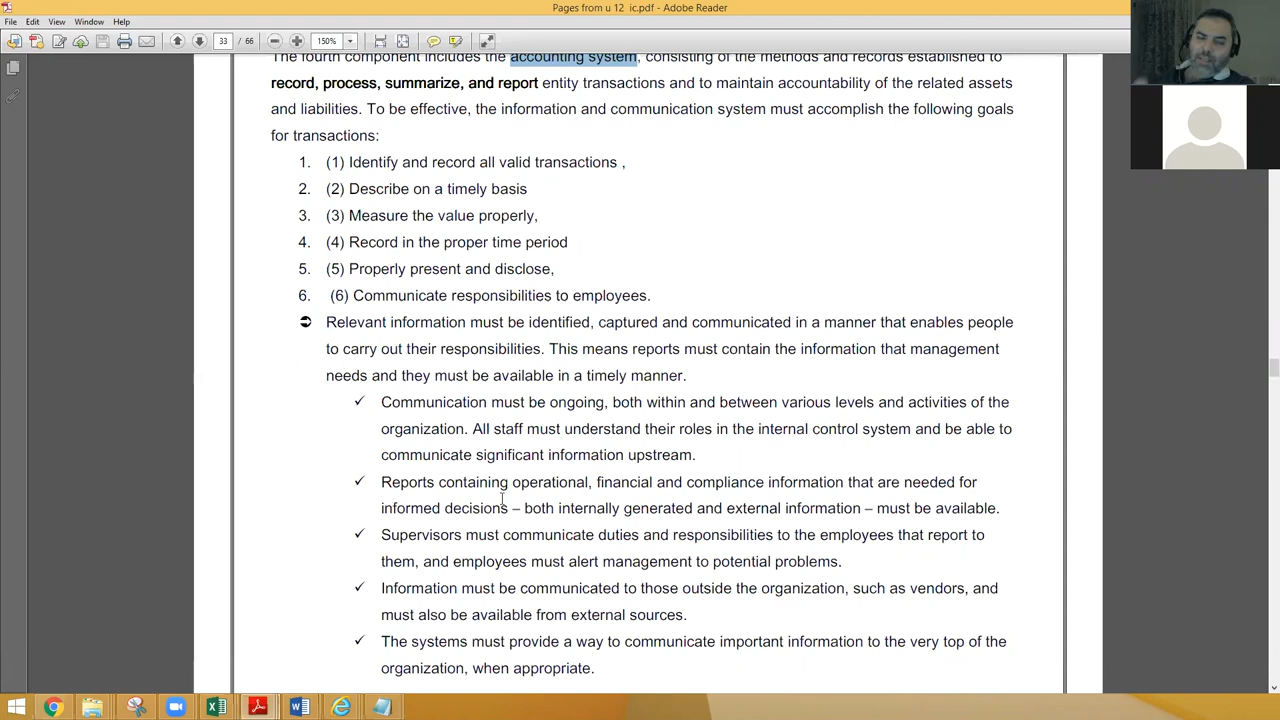 Pages from u 12 ic.pdf - Adobe Reader
File Edit View Window Help
33 / 66 150%
The fourth component includes the accounting system, consisting of the methods and records established to
record, process, summarize, and report entity transactions and to maintain accountability of the related assets
and liabilities. To be effective, the information and communication system must accomplish the following goals
for transactions:
1. (1) Identify and record all valid transactions ,
2. (2) Describe on a timely basis
3. (3) Measure the value properly,
4. (4) Record in the proper time period
5. (5) Properly present and disclose,
6. (6) Communicate responsibilities to employees.
Relevant information must be identified, captured and communicated in a manner that enables people
to carry out their responsibilities. This means reports must contain the information that management
needs and they must be available in a timely manner.
✓ Communication must be ongoing, both within and between various levels and activities of the
organization. All staff must understand their roles in the internal control system and be able to
communicate significant information upstream.
✓ Reports containing operational, financial and compliance information that are needed for
informed decisions – both internally generated and external information – must be available.
✓ Supervisors must communicate duties and responsibilities to the employees that report to
them, and employees must alert management to potential problems.
✓ Information must be communicated to those outside the organization, such as vendors, and
must also be available from external sources.
✓ The systems must provide a way to communicate important information to the very top of the
organization, when appropriate.